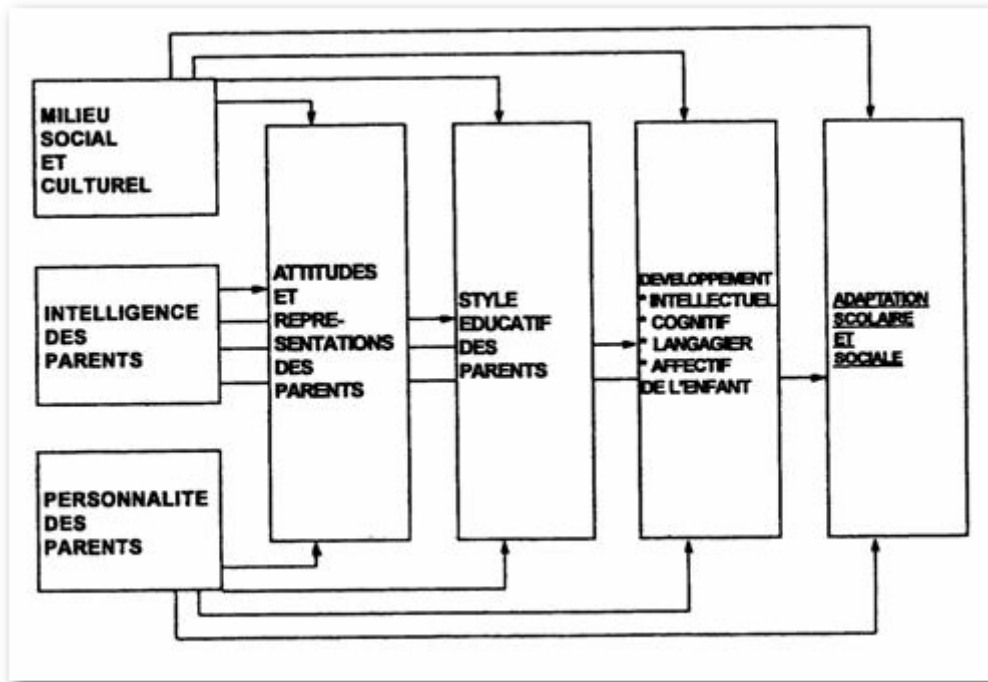 MILIEU
SOCIAL
ET
CULTUREL
INTELLIGENCE
DES
PARENTS
PERSONNALITE
DES
PARENTS
ATTITUDES
ET
REPRE-
SENTATIONS
DES
PARENTS
STYLE
EDUCATIF
DES
PARENTS
DEVELOPPEMENT
* INTELLECTUEL
* COGNITIF
* LANGAGIER
* AFFECTIF
DE L'ENFANT
ADAPTATION
SCOLAIRE
ET
SOCIALE